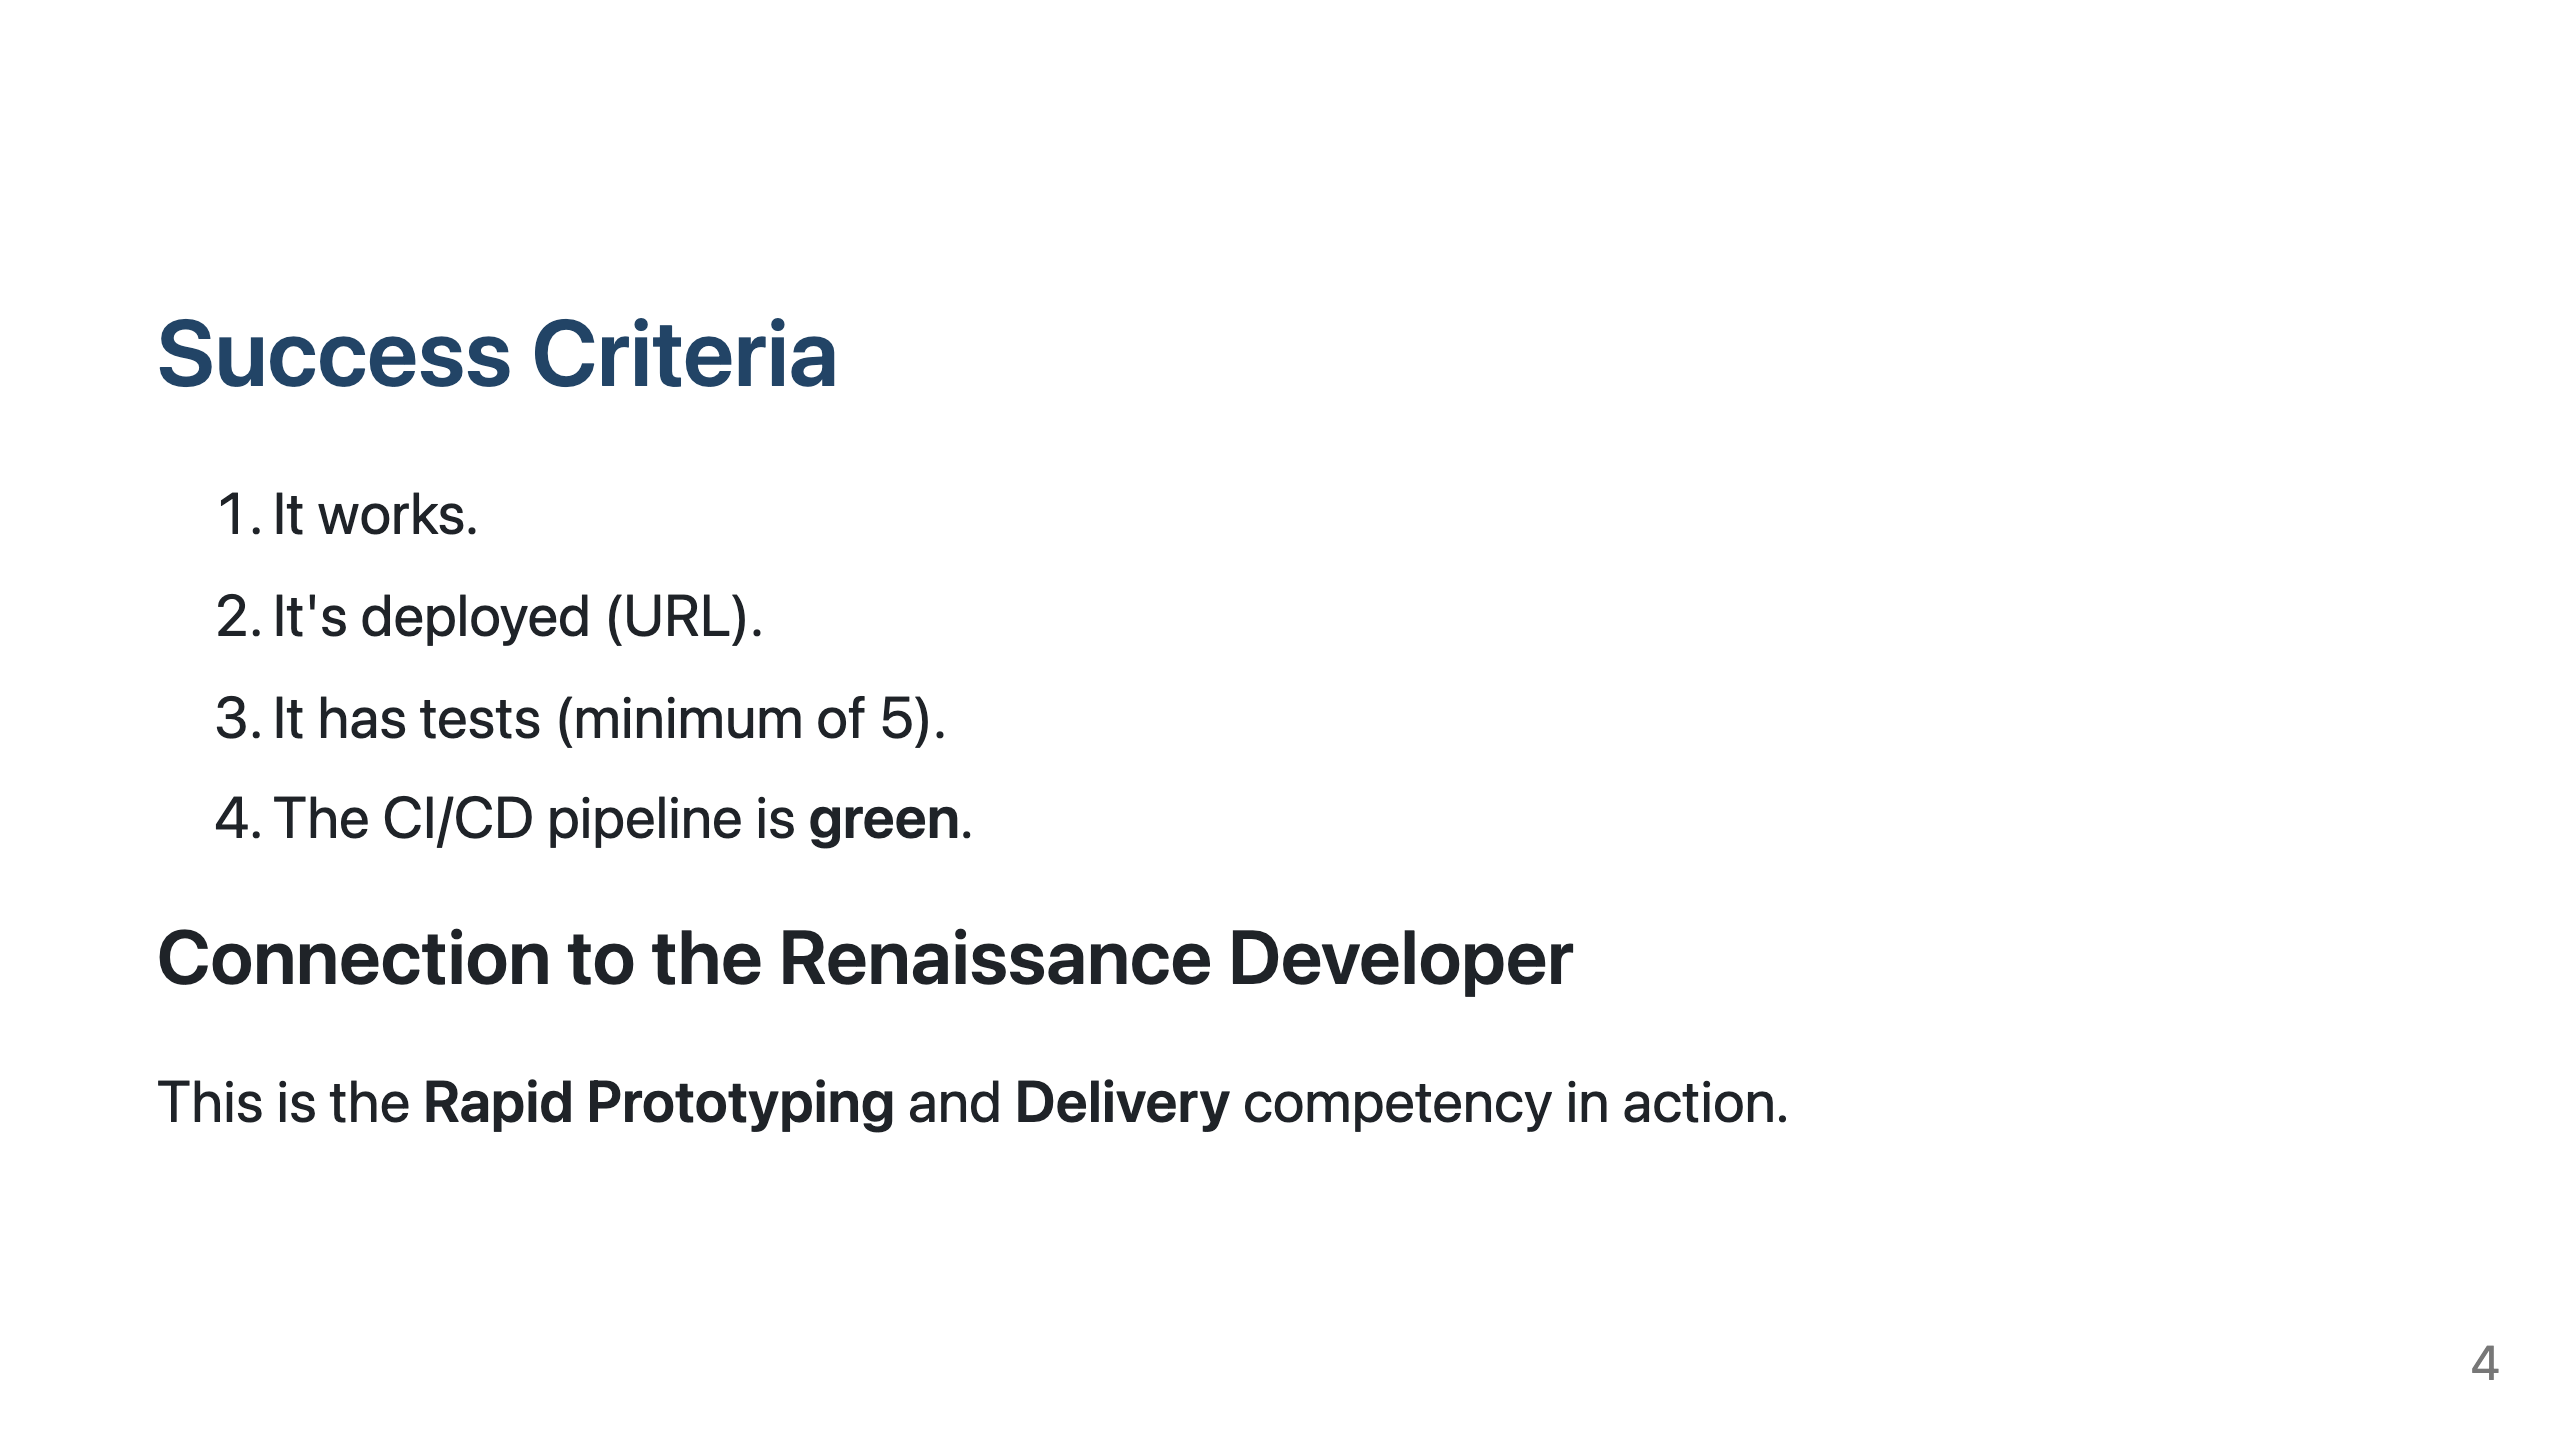 Success Criteria
1. It works.
2. It's deployed (URL).
3. It has tests (minimum of 5).
4. The CI/CD pipeline is green.
Connection to the Renaissance Developer
This is the Rapid Prototyping and Delivery competency in action.
4